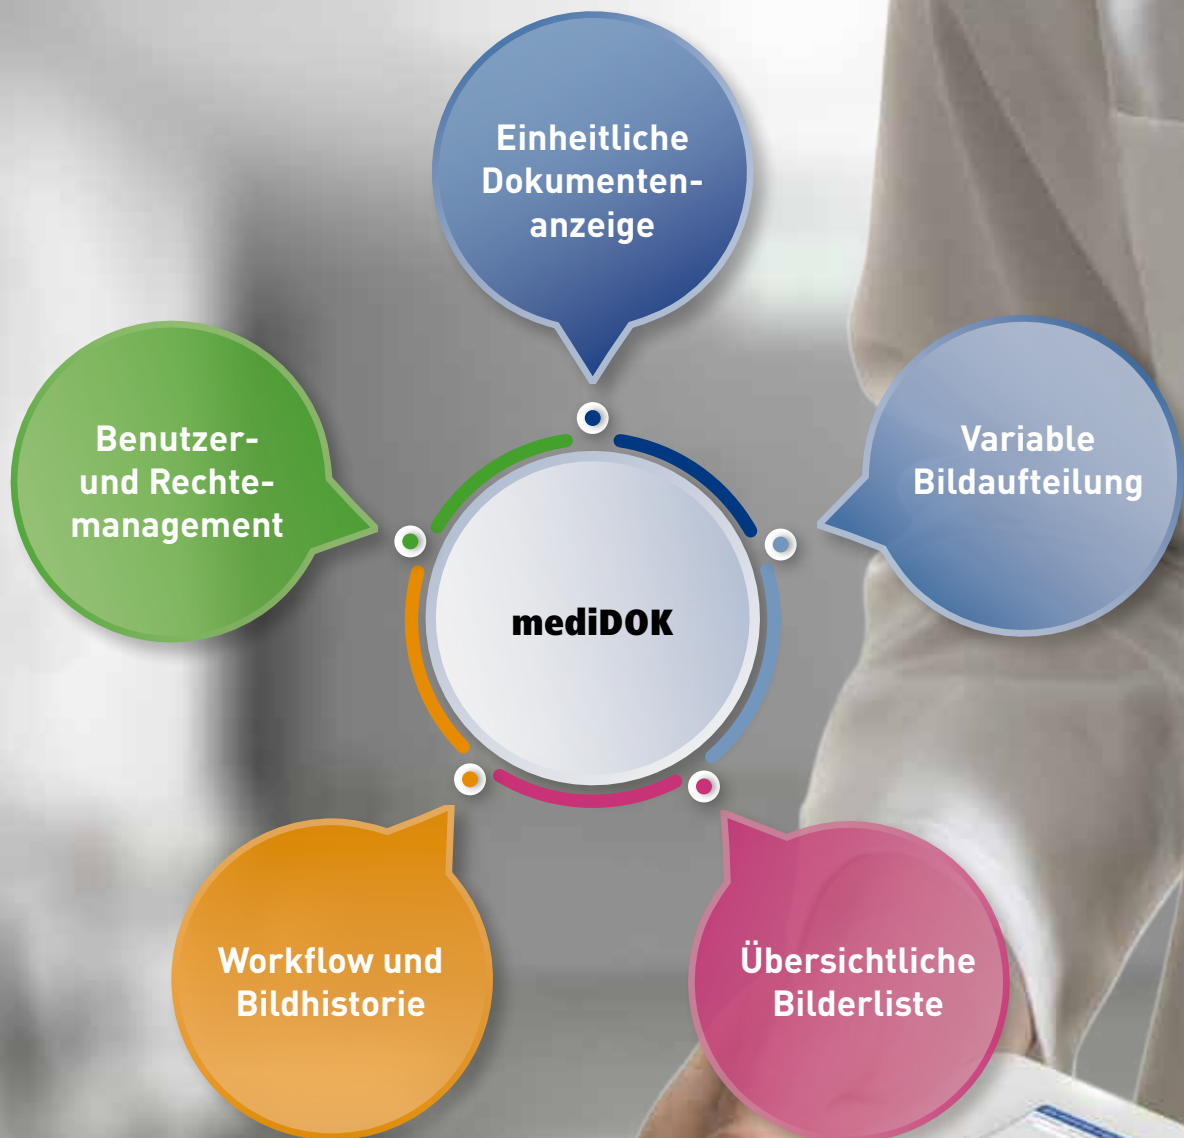 Einheitliche
Dokumenten-
anzeige
Benutzer-
und Rechte-
management
Variable
Bildaufteilung
mediDOK
Workflow und
Bildhistorie
Übersichtliche
Bilderliste